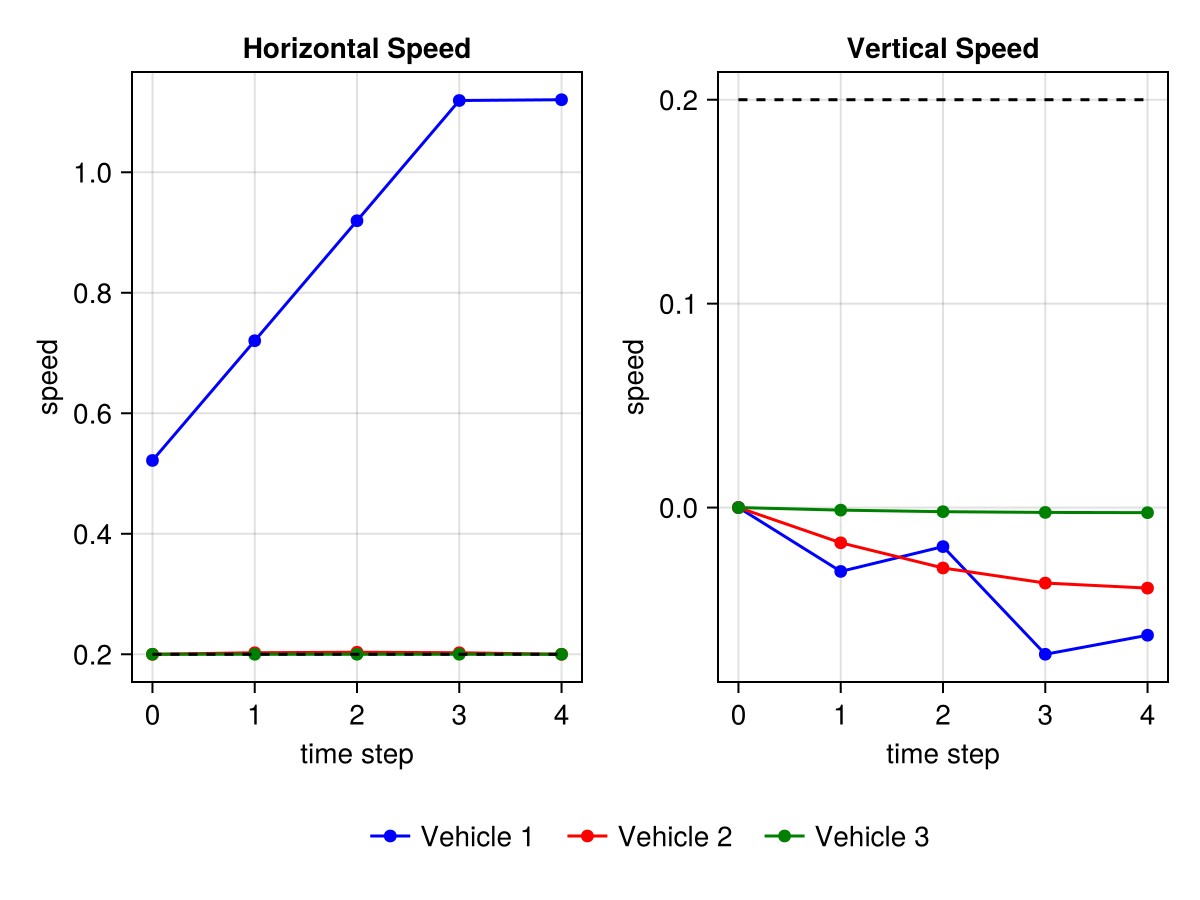 Horizontal Speed
1.0
0.8
0.6
0.4
0.2
speed
0 1 2 3 4
time step
Vertical Speed
0.2
0.1
0.0
speed
0 1 2 3 4
time step
Vehicle 1 Vehicle 2 Vehicle 3